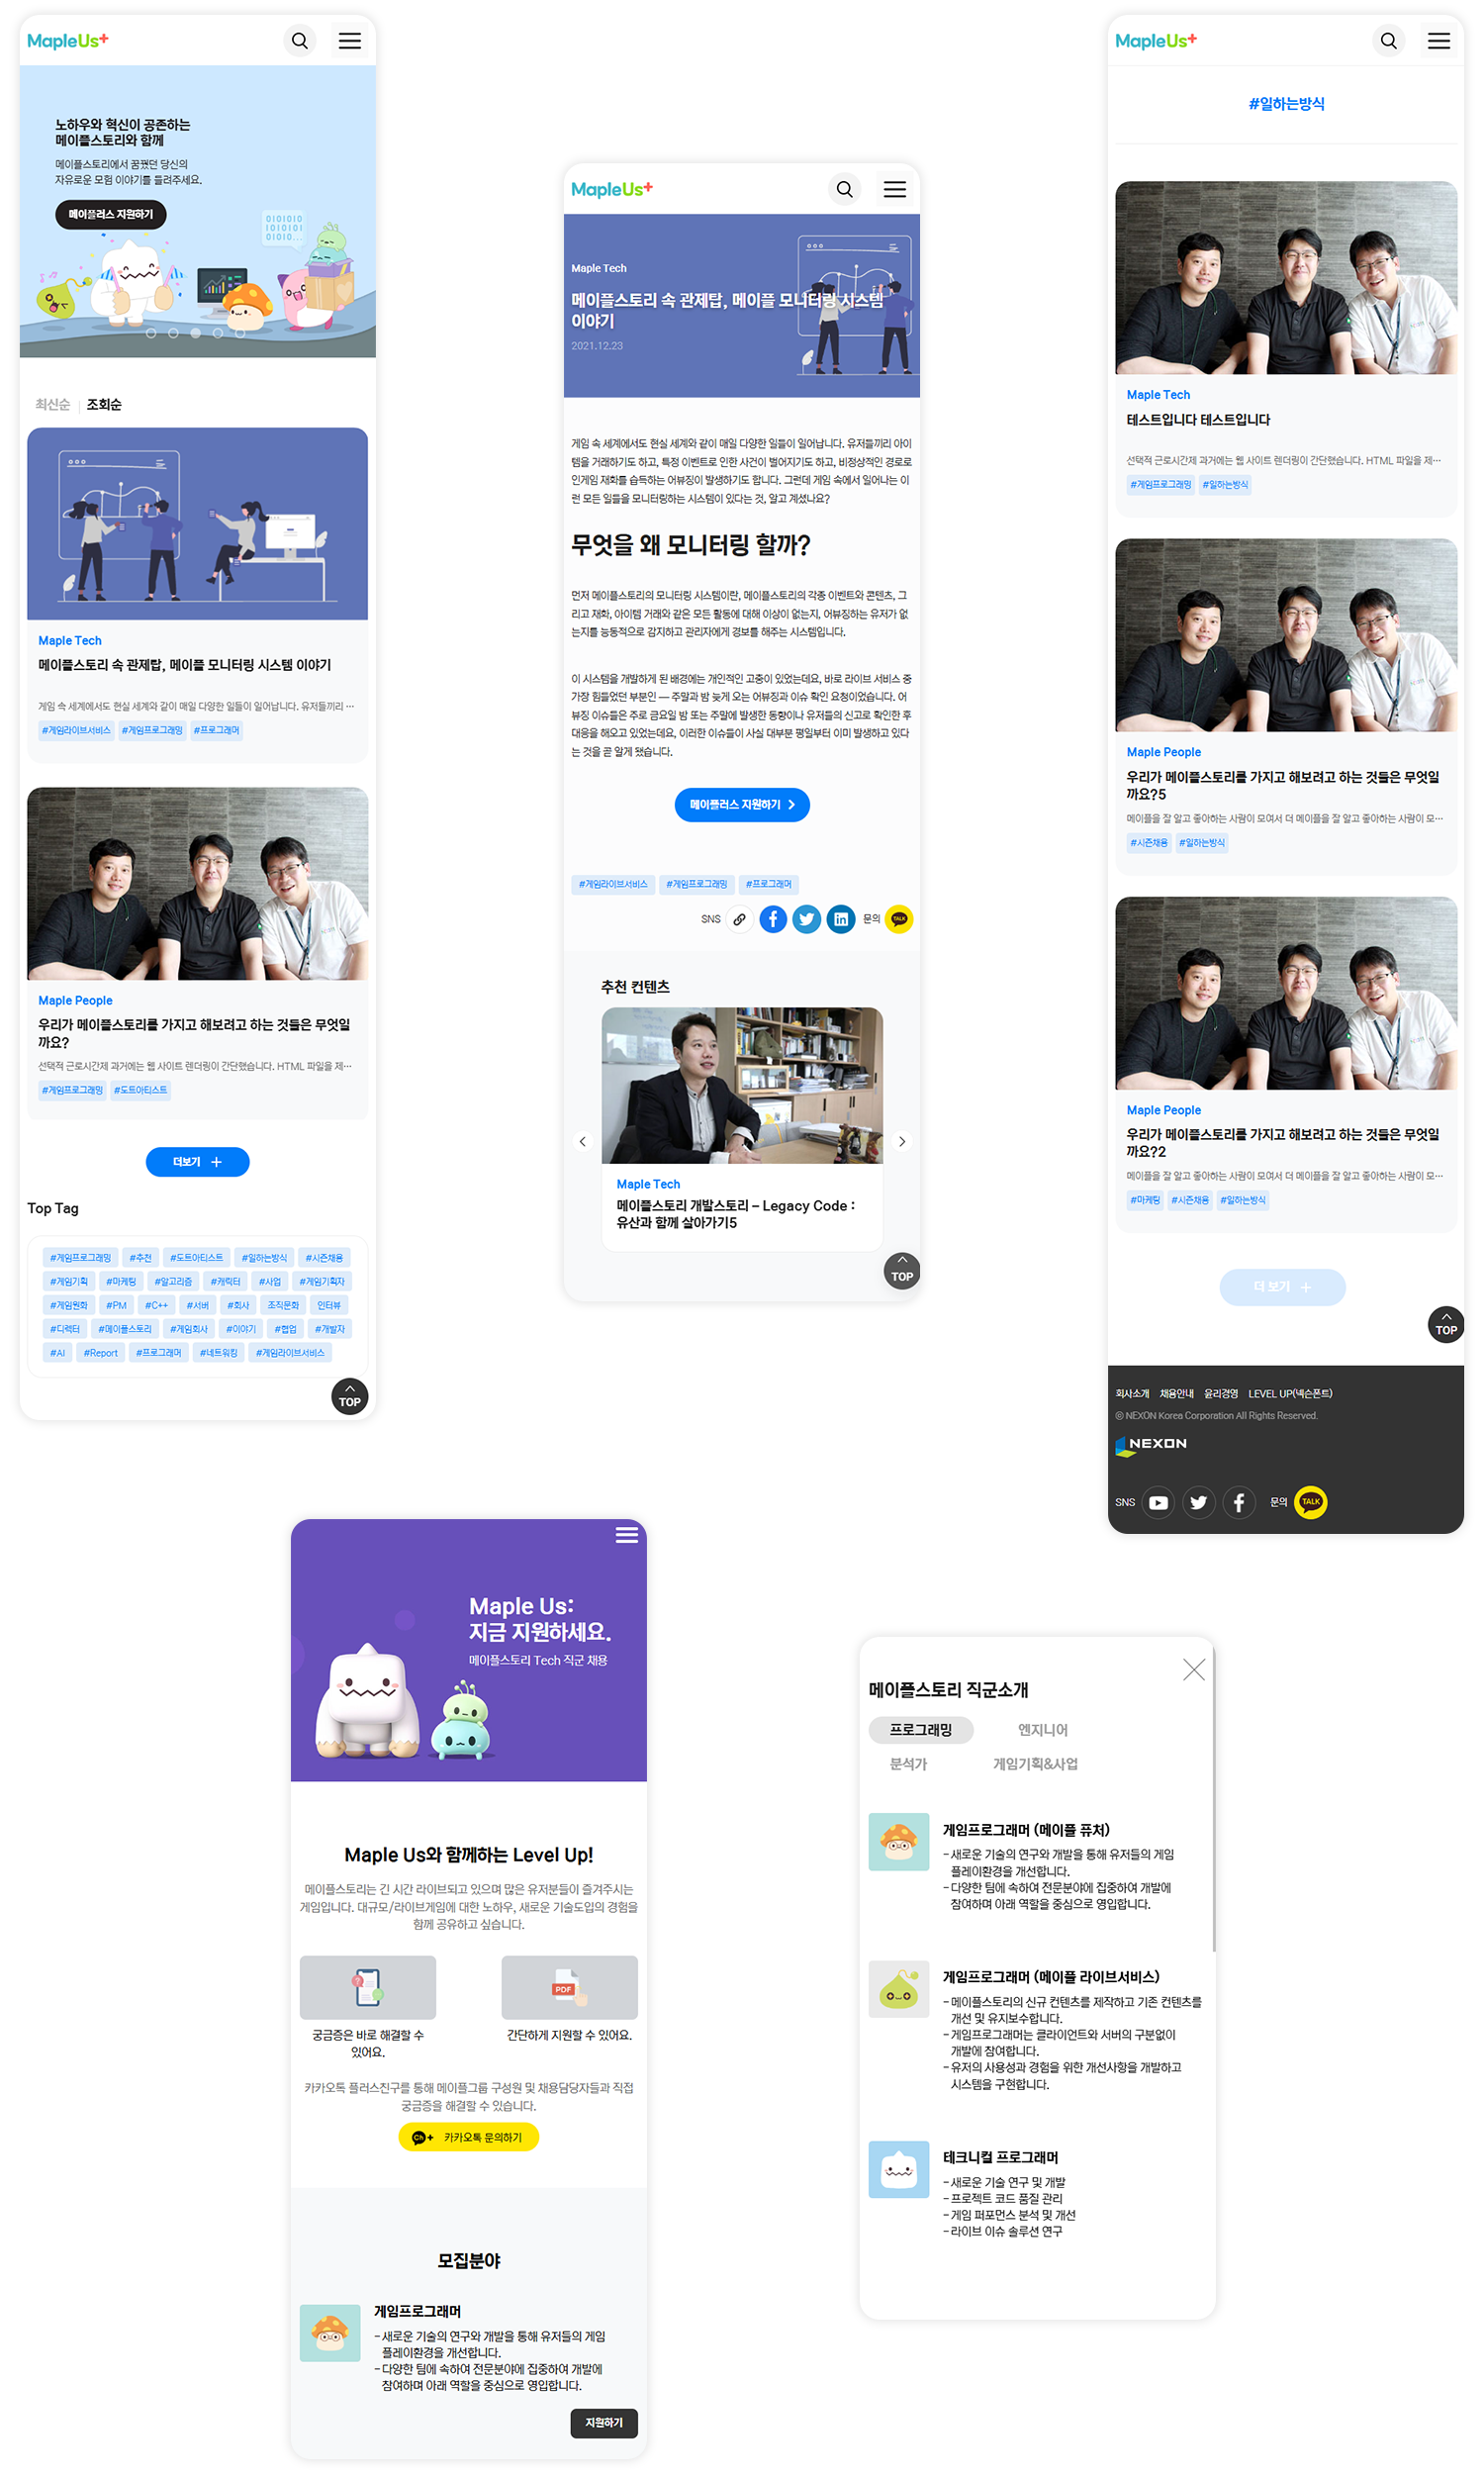 MapleUs+
노하우와 혁신이 공존하는
메이플스토리와 함께
메이플스토리에서 꿈꿨던 당신의
자유로운 모험 이야기를 들려주세요.
메이플러스 지원하기
010101
101010
01010...
최신순 조회순
Maple Tech
메이플스토리 속 관제탑, 메이플 모니터링 시스템 이야기
게임 속 세계에서도 현실 세계와 같이 매일 다양한 일들이 일어납니다. 유저들끼리 ...
#게임라이브서비스 #게임프로그래밍 #프로그래머
Maple People
우리가 메이플스토리를 가지고 해보려고 하는 것들은 무엇일
까요?
선택적 근로시간제 과거에는 웹 사이트 렌더링이 간단했습니다. HTML 파일을 제...
#게임프로그래밍 #도트아티스트
더보기 +
Top Tag
#게임프로그래밍 #추천 #도트아티스트 #일하는방식 #시즌채용
#게임기획 #마케팅 #알고리즘 #캐릭터 #사업 #게임기획자
#게임원화 #PM #C++ #서버 #회사 조직문화 인터뷰
#디렉터 #메이플스토리 #게임회사 #이야기 #협업 #개발자
#AI #Report #프로그래머 #네트워킹 #게임라이브서비스
TOP
MapleUs+
Maple Tech
메이플스토리 속 관제탑, 메이플 모니터링 시스템
이야기
2021.12.23
게임 속 세계에서도 현실 세계와 같이 매일 다양한 일들이 일어납니다. 유저들끼리 아이
템을 거래하기도 하고, 특정 이벤트로 인한 사건이 벌어지기도 하고, 비정상적인 경로로
인게임 재화를 습득하는 어뷰징이 발생하기도 합니다. 그런데 게임 속에서 일어나는 이
런 모든 일들을 모니터링하는 시스템이 있다는 것, 알고 계셨나요?
무엇을 왜 모니터링 할까?
먼저 메이플스토리의 모니터링 시스템이란, 메이플스토리의 각종 이벤트와 콘텐츠, 그
리고 재화, 아이템 거래와 같은 모든 활동에 대해 이상이 없는지, 어뷰징하는 유저가 없
는지를 능동적으로 감지하고 관리자에게 경보를 해주는 시스템입니다.
이 시스템을 개발하게 된 배경에는 개인적인 고충이 있었는데요, 바로 라이브 서비스 중
가장 힘들었던 부분인 — 주말과 밤 늦게 오는 어뷰징과 이슈 확인 요청이었습니다. 어
뷰징 이슈들은 주로 금요일 밤 또는 주말에 발생한 동향이나 유저들의 신고로 확인한 후
대응을 해오고 있었는데요, 이러한 이슈들이 사실 대부분 평일부터 이미 발생하고 있다
는 것을 곧 알게 됐습니다.
메이플러스 지원하기 >
#게임라이브서비스 #게임프로그래밍 #프로그래머
SNS 문의 TALK
추천 컨텐츠
Maple Tech
메이플스토리 개발스토리 – Legacy Code :
유산과 함께 살아가기5
TOP
MapleUs+
#일하는방식
Maple Tech
테스트입니다 테스트입니다
선택적 근로시간제 과거에는 웹 사이트 렌더링이 간단했습니다. HTML 파일을 제...
#게임프로그래밍 #일하는방식
Maple People
우리가 메이플스토리를 가지고 해보려고 하는 것들은 무엇일
까요?5
메이플을 잘 알고 좋아하는 사람이 모여서 더 메이플을 잘 알고 좋아하는 사람이 모...
#시즌채용 #일하는방식
Maple People
우리가 메이플스토리를 가지고 해보려고 하는 것들은 무엇일
까요?2
메이플을 잘 알고 좋아하는 사람이 모여서 더 메이플을 잘 알고 좋아하는 사람이 모...
#마케팅 #시즌채용 #일하는방식
더 보기 +
TOP
회사소개 채용안내 윤리경영 LEVEL UP(넥슨폰트)
ⓒ NEXON Korea Corporation All Rights Reserved.
NEXON
SNS 문의 TALK
Maple Us:
지금 지원하세요.
메이플스토리 Tech 직군 채용
Maple Us와 함께하는 Level Up!
메이플스토리는 긴 시간 라이브되고 있으며 많은 유저분들이 즐겨주시는
게임입니다. 대규모/라이브게임에 대한 노하우, 새로운 기술도입의 경험을
함께 공유하고 싶습니다.
PDF
궁금증은 바로 해결할 수
있어요.
간단하게 지원할 수 있어요.
카카오톡 플러스친구를 통해 메이플그룹 구성원 및 채용담당자들과 직접
궁금증을 해결할 수 있습니다.
Ch+ 카카오톡 문의하기
모집분야
게임프로그래머
- 새로운 기술의 연구와 개발을 통해 유저들의 게임
플레이환경을 개선합니다.
- 다양한 팀에 속하여 전문분야에 집중하여 개발에
참여하며 아래 역할을 중심으로 영입합니다.
지원하기
메이플스토리 직군소개
프로그래밍 엔지니어
분석가 게임기획&사업
게임프로그래머 (메이플 퓨처)
- 새로운 기술의 연구와 개발을 통해 유저들의 게임
플레이환경을 개선합니다.
- 다양한 팀에 속하여 전문분야에 집중하여 개발에
참여하며 아래 역할을 중심으로 영입합니다.
게임프로그래머 (메이플 라이브서비스)
- 메이플스토리의 신규 컨텐츠를 제작하고 기존 컨텐츠를
개선 및 유지보수합니다.
- 게임프로그래머는 클라이언트와 서버의 구분없이
개발에 참여합니다.
- 유저의 사용성과 경험을 위한 개선사항을 개발하고
시스템을 구현합니다.
테크니컬 프로그래머
- 새로운 기술 연구 및 개발
- 프로젝트 코드 품질 관리
- 게임 퍼포먼스 분석 및 개선
- 라이브 이슈 솔루션 연구